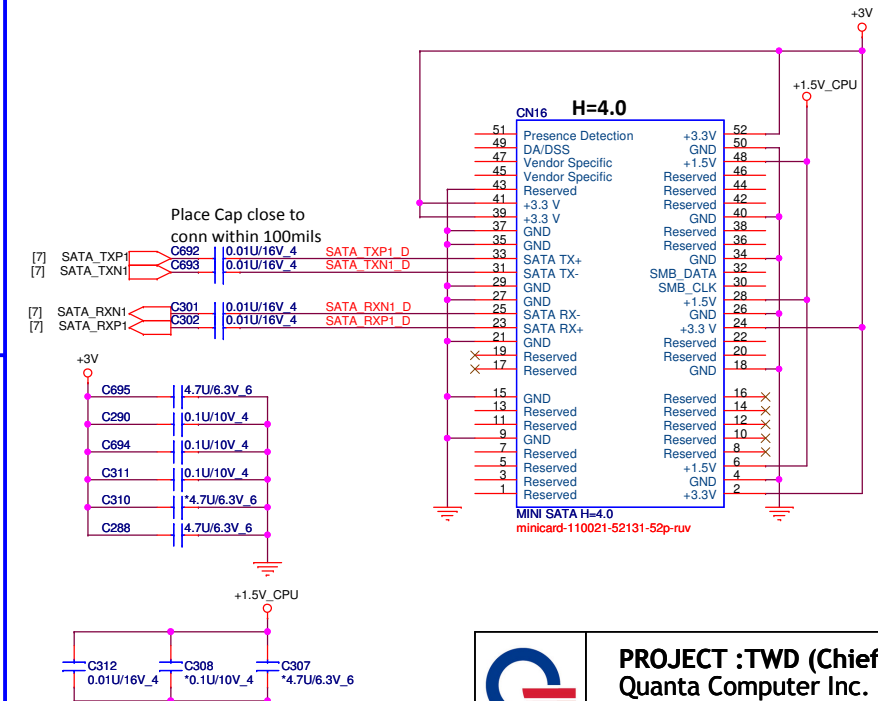 +3V
+1.5V_CPU
CN16 H=4.0
51 Presence Detection +3.3V 52
49 DA/DSS GND 50
47 Vendor Specific +1.5V 48
45 Vendor Specific Reserved 46
43 Reserved Reserved 44
41 +3.3 V Reserved 42
39 +3.3 V GND 40
37 GND Reserved 38
35 GND Reserved 36
33 SATA TX+ GND 34
31 SATA TX- SMB_DATA 32
29 GND SMB_CLK 30
27 GND +1.5V 28
25 SATA RX- GND 26
23 SATA RX+ +3.3 V 24
21 GND Reserved 22
19 Reserved Reserved 20
17 Reserved GND 18
15 GND Reserved 16
13 Reserved Reserved 14
11 Reserved Reserved 12
9 GND Reserved 10
7 Reserved Reserved 8
5 Reserved +1.5V 6
3 Reserved GND 4
1 Reserved +3.3V 2
MINI SATA H=4.0
minicard-110021-52131-52p-ruv
Place Cap close to
conn within 100mils
[7] SATA_TXP1 C692 0.01U/16V_4 SATA_TXP1_D
[7] SATA_TXN1 C693 0.01U/16V_4 SATA_TXN1_D
[7] SATA_RXN1 C301 0.01U/16V_4 SATA_RXN1_D
[7] SATA_RXP1 C302 0.01U/16V_4 SATA_RXP1_D
+3V
C695 4.7U/6.3V_6
C290 0.1U/10V_4
C694 0.1U/10V_4
C311 0.1U/10V_4
C310 *4.7U/6.3V_6
C288 4.7U/6.3V_6
+1.5V_CPU
C312 C308 C307
0.01U/16V_4 *0.1U/10V_4 *4.7U/6.3V_6
PROJECT :TWD (Chief
Quanta Computer Inc.